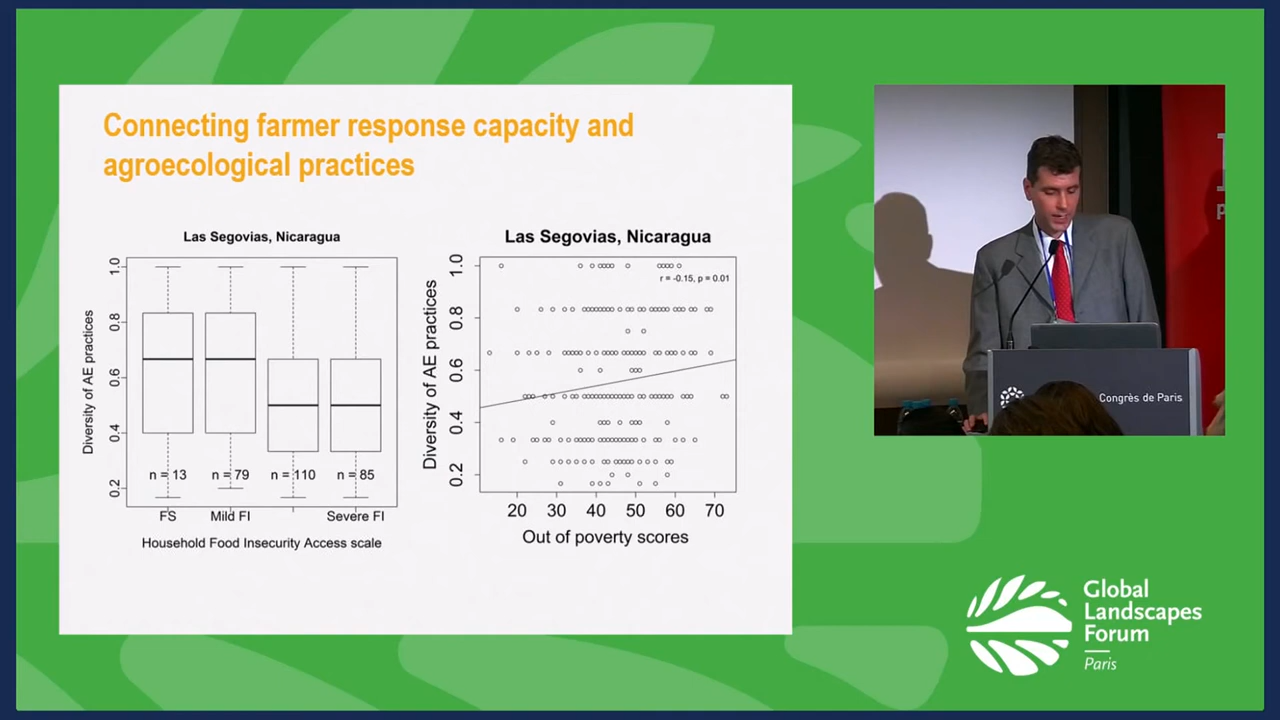 Connecting farmer response capacity and
agroecological practices
Las Segovias, Nicaragua
Diversity of AE practices
1.0
0.8
0.6
0.4
0.2
n = 13
n = 79
n = 110
n = 85
FS
Mild FI
Severe FI
Household Food Insecurity Access scale
Las Segovias, Nicaragua
Diversity of AE practices
1.0
0.8
0.6
0.4
0.2
r = -0.15, p = 0.01
20 30 40 50 60 70
Out of poverty scores
Congrès de Paris
Global
Landscapes
Forum
Paris